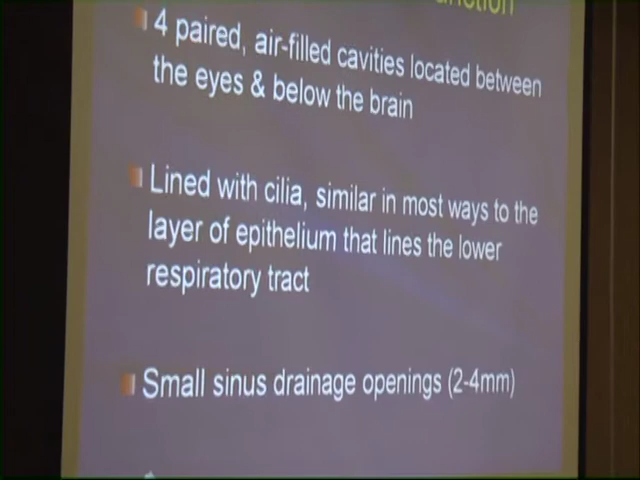 4 paired, air-filled cavities located between
the eyes & below the brain
Lined with cilia, similar in most ways to the
layer of epithelium that lines the lower
respiratory tract
Small sinus drainage openings (2-4mm)